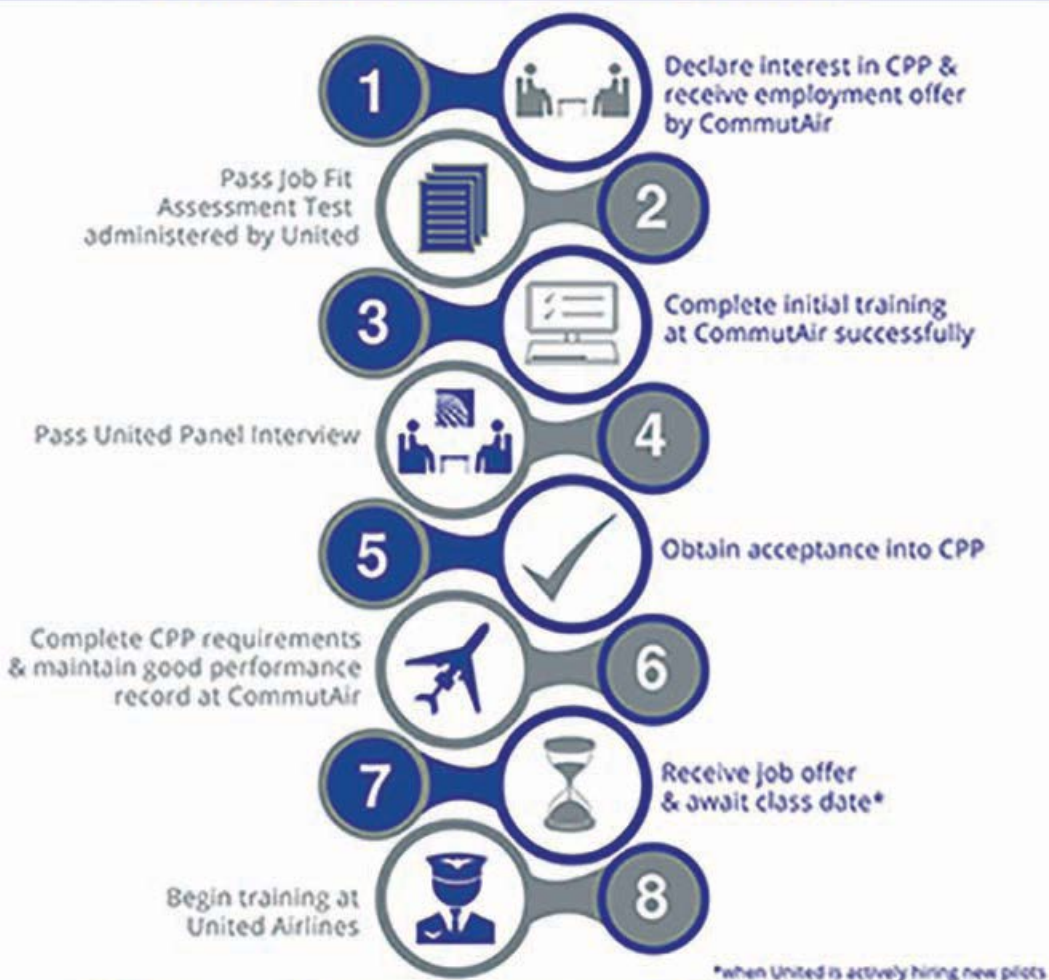 1
Declare interest in CPP &
receive employment offer
by CommutAir
Pass Job Fit
Assessment Test
administered by United
2
3
Complete initial training
at CommutAir successfully
Pass United Panel Interview
4
5
Obtain acceptance into CPP
Complete CPP requirements
& maintain good performance
record at CommutAir
6
7
Receive job offer
& await class date*
Begin training at
United Airlines
8
*when United is actively hiring new pilots